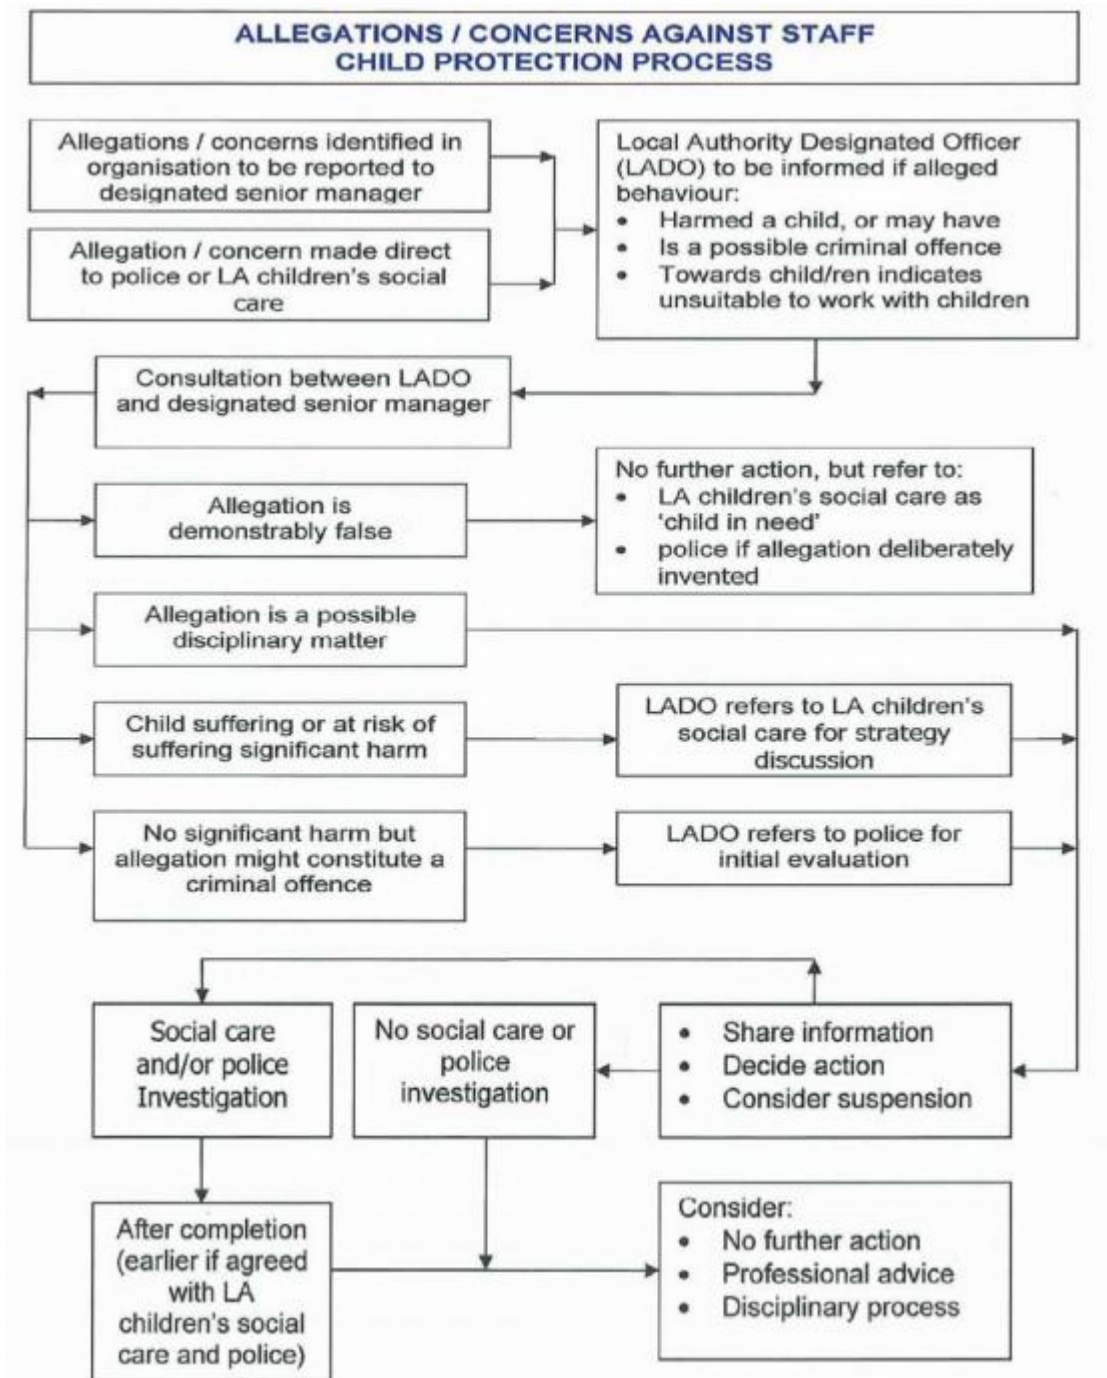 ALLEGATIONS / CONCERNS AGAINST STAFF
CHILD PROTECTION PROCESS
Allegations / concerns identified in
organisation to be reported to
designated senior manager
Allegation / concern made direct
to police or LA children's social
care
Local Authority Designated Officer
(LADO) to be informed if alleged
behaviour:
• Harmed a child, or may have
• Is a possible criminal offence
• Towards child/ren indicates
unsuitable to work with children
Consultation between LADO
and designated senior manager
Allegation is
demonstrably false
No further action, but refer to:
• LA children's social care as
'child in need'
• police if allegation deliberately
invented
Allegation is a possible
disciplinary matter
Child suffering or at risk of
suffering significant harm
LADO refers to LA children's
social care for strategy
discussion
No significant harm but
allegation might constitute a
criminal offence
LADO refers to police for
initial evaluation
Social care
and/or police
Investigation
No social care or
police
investigation
• Share information
• Decide action
• Consider suspension
After completion
(earlier if agreed
with LA
children's social
care and police)
Consider:
• No further action
• Professional advice
• Disciplinary process